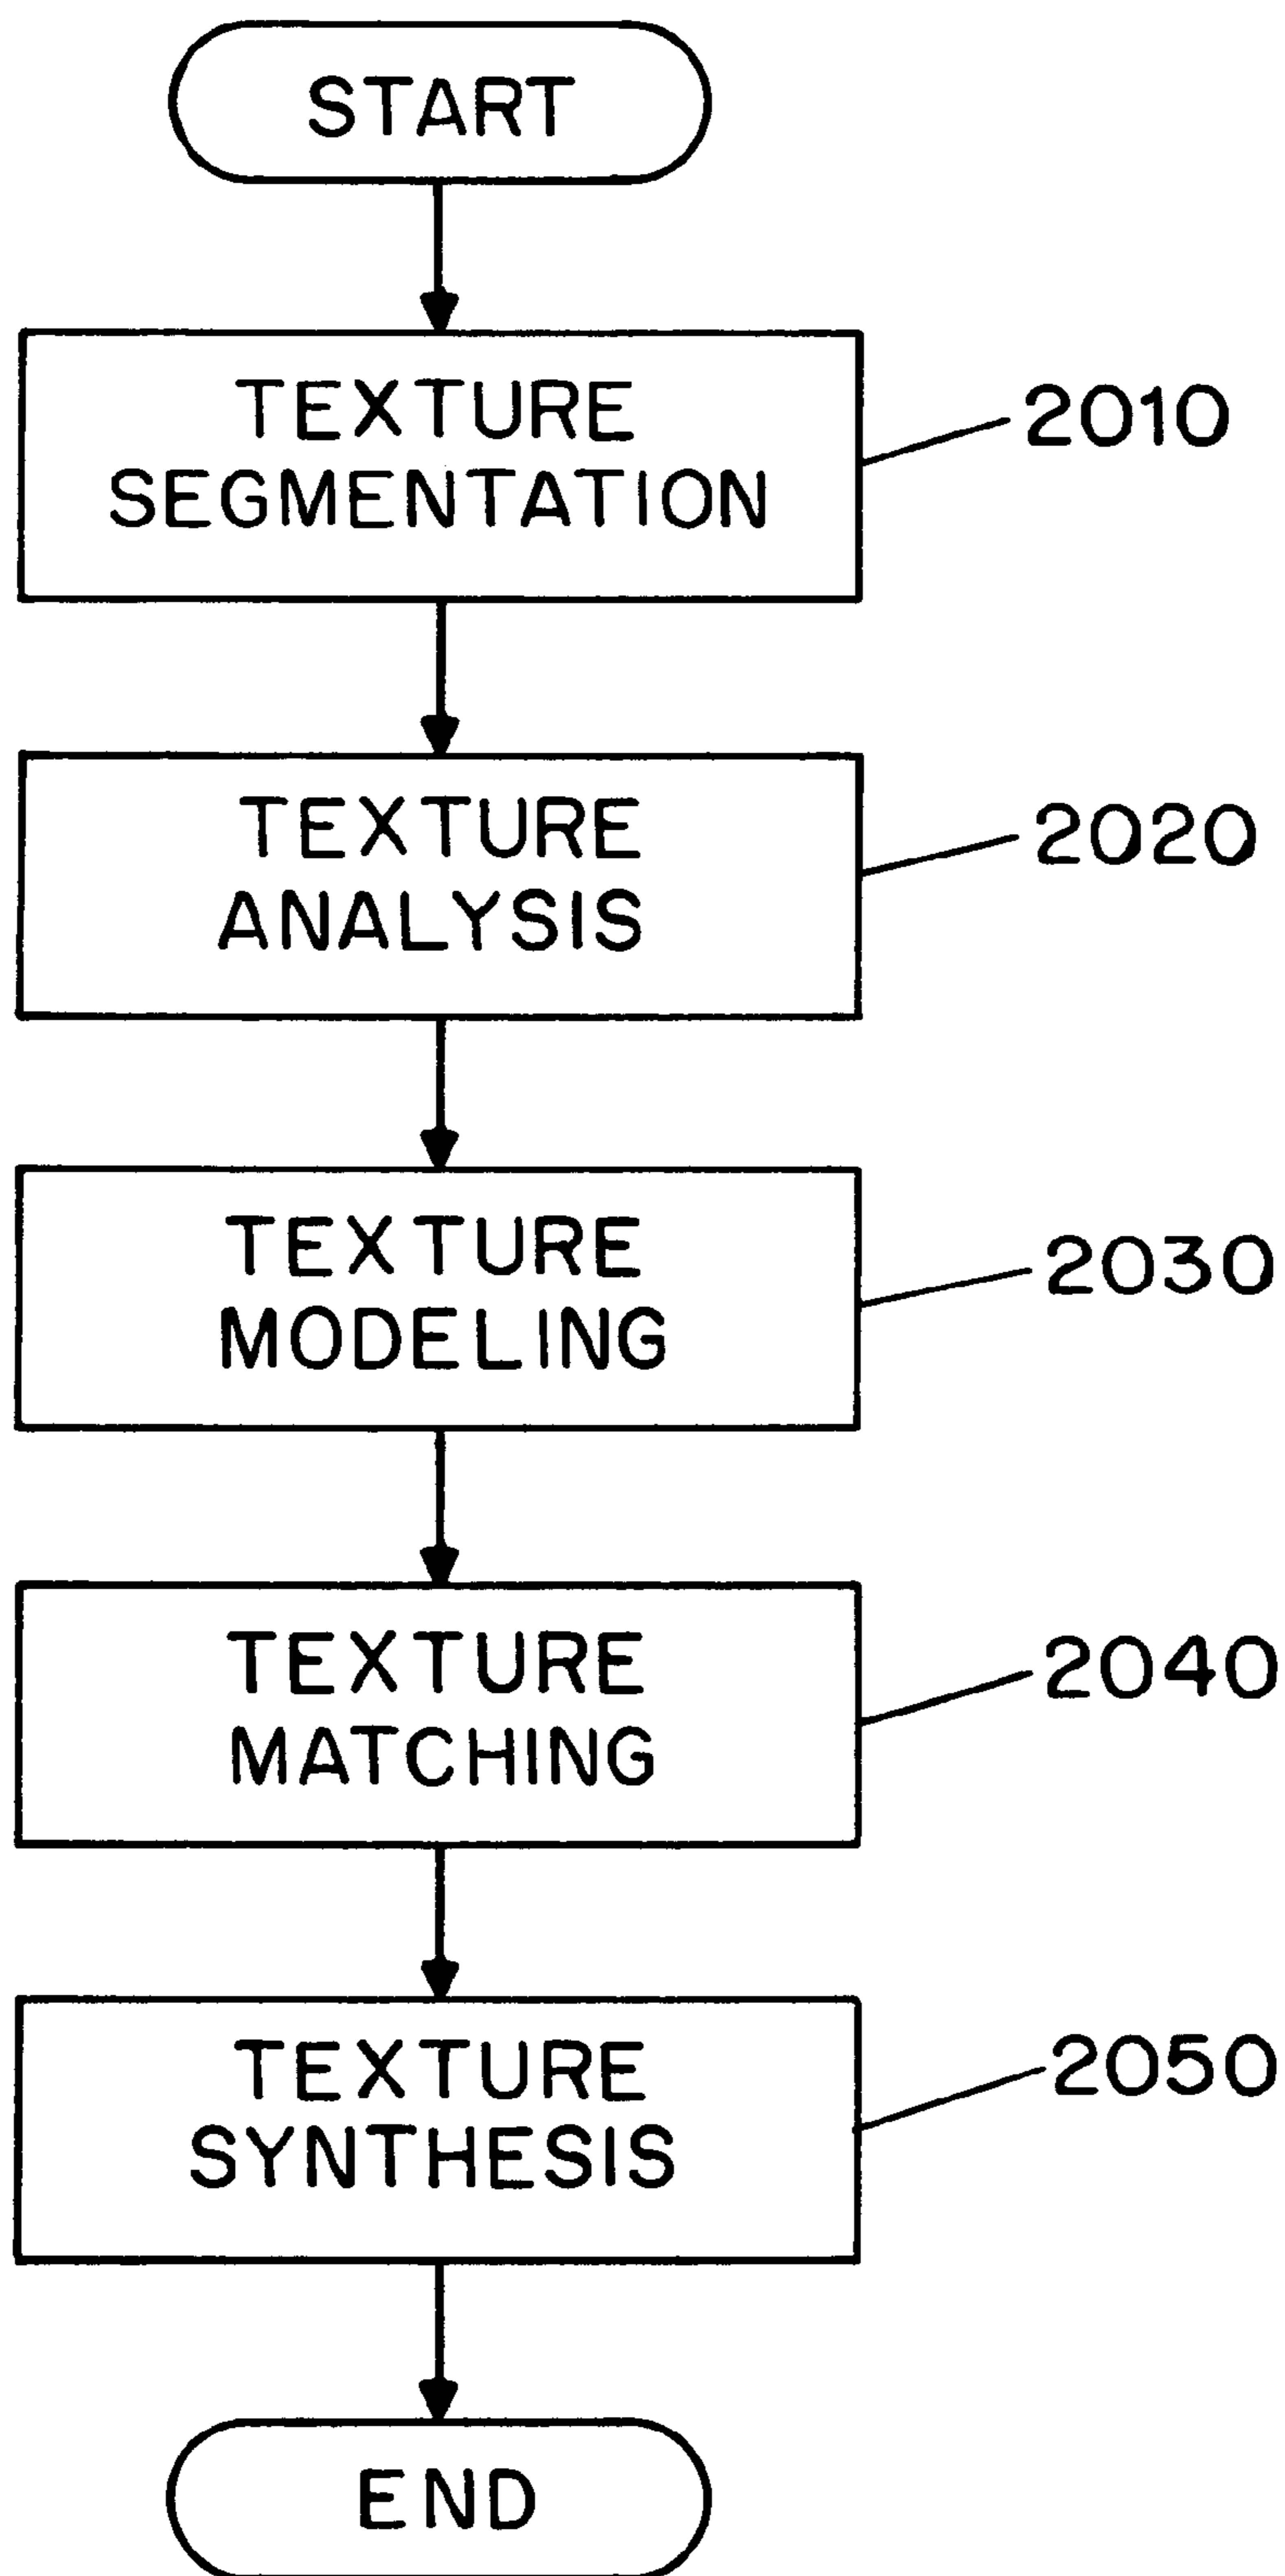 START
TEXTURE
SEGMENTATION
2010
TEXTURE
ANALYSIS
2020
TEXTURE
MODELING
2030
TEXTURE
MATCHING
2040
TEXTURE
SYNTHESIS
2050
END